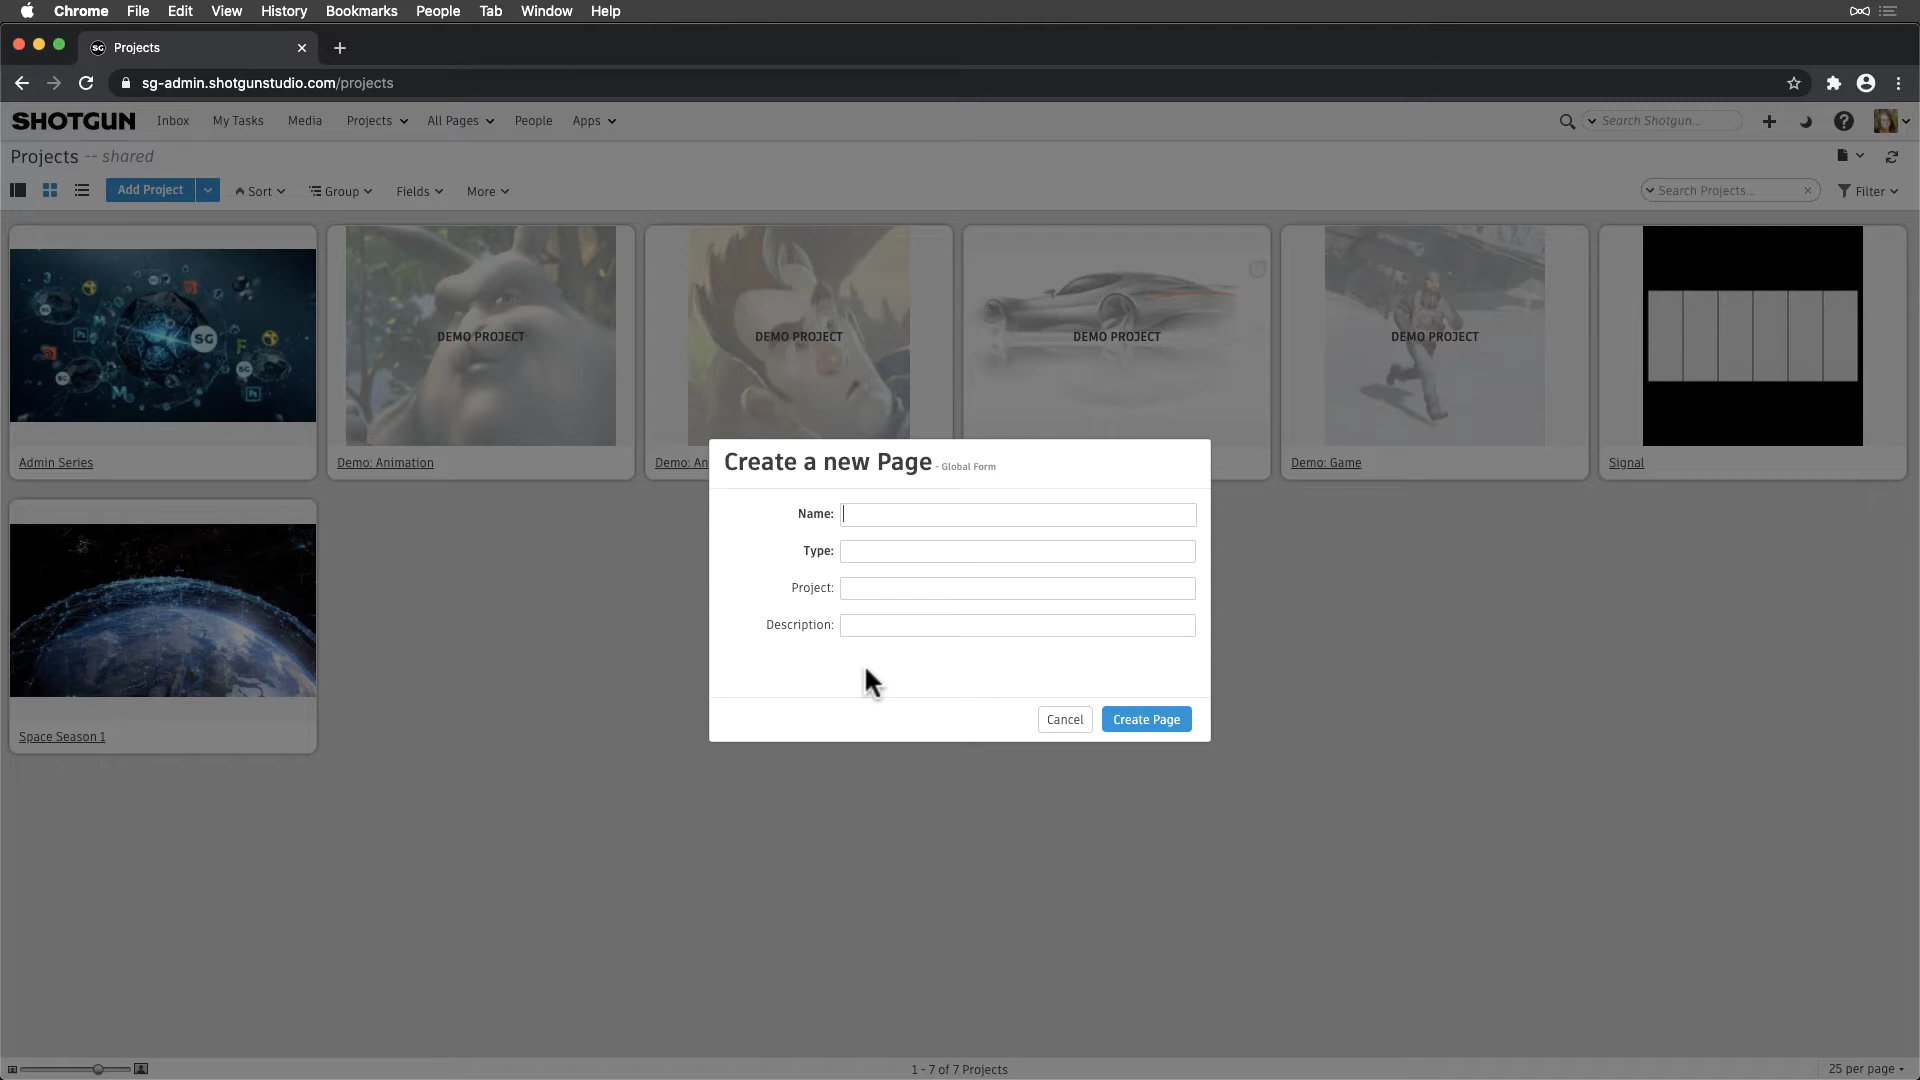 Chrome File Edit View History Bookmarks People Tab Window Help
SG Projects
sg-admin.shotgunstudio.com/projects
SHOTGUN Inbox My Tasks Media Projects All Pages People Apps Search Shotgun...
Projects -- shared
Add Project Sort Group Fields More Search Projects... Filter
SG
DEMO PROJECT
DEMO PROJECT
DEMO PROJECT
DEMO PROJECT
Admin Series
Demo: Animation
Demo: An
Demo: Game
Signal
Create a new Page - Global Form
Name:
Type:
Project:
Description:
Cancel Create Page
Space Season 1
1 - 7 of 7 Projects
25 per page